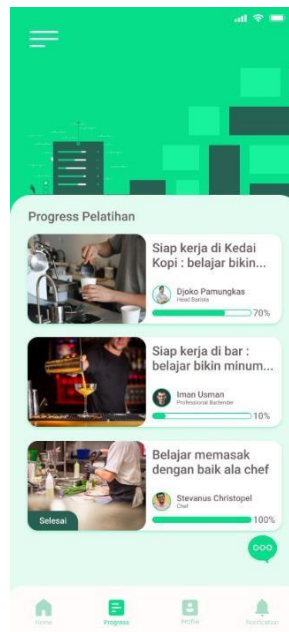 Progress Pelatihan
Siap kerja di Kedai
Kopi : belajar bikin...
Djoko Pamungkas
Head Barista
70%
Siap kerja di bar :
belajar bikin minum...
Iman Usman
Professional Bartender
10%
Belajar memasak
dengan baik ala chef
Stevanus Christopel
Chef
Selesai
100%
Home
Progress
Profile
Notification